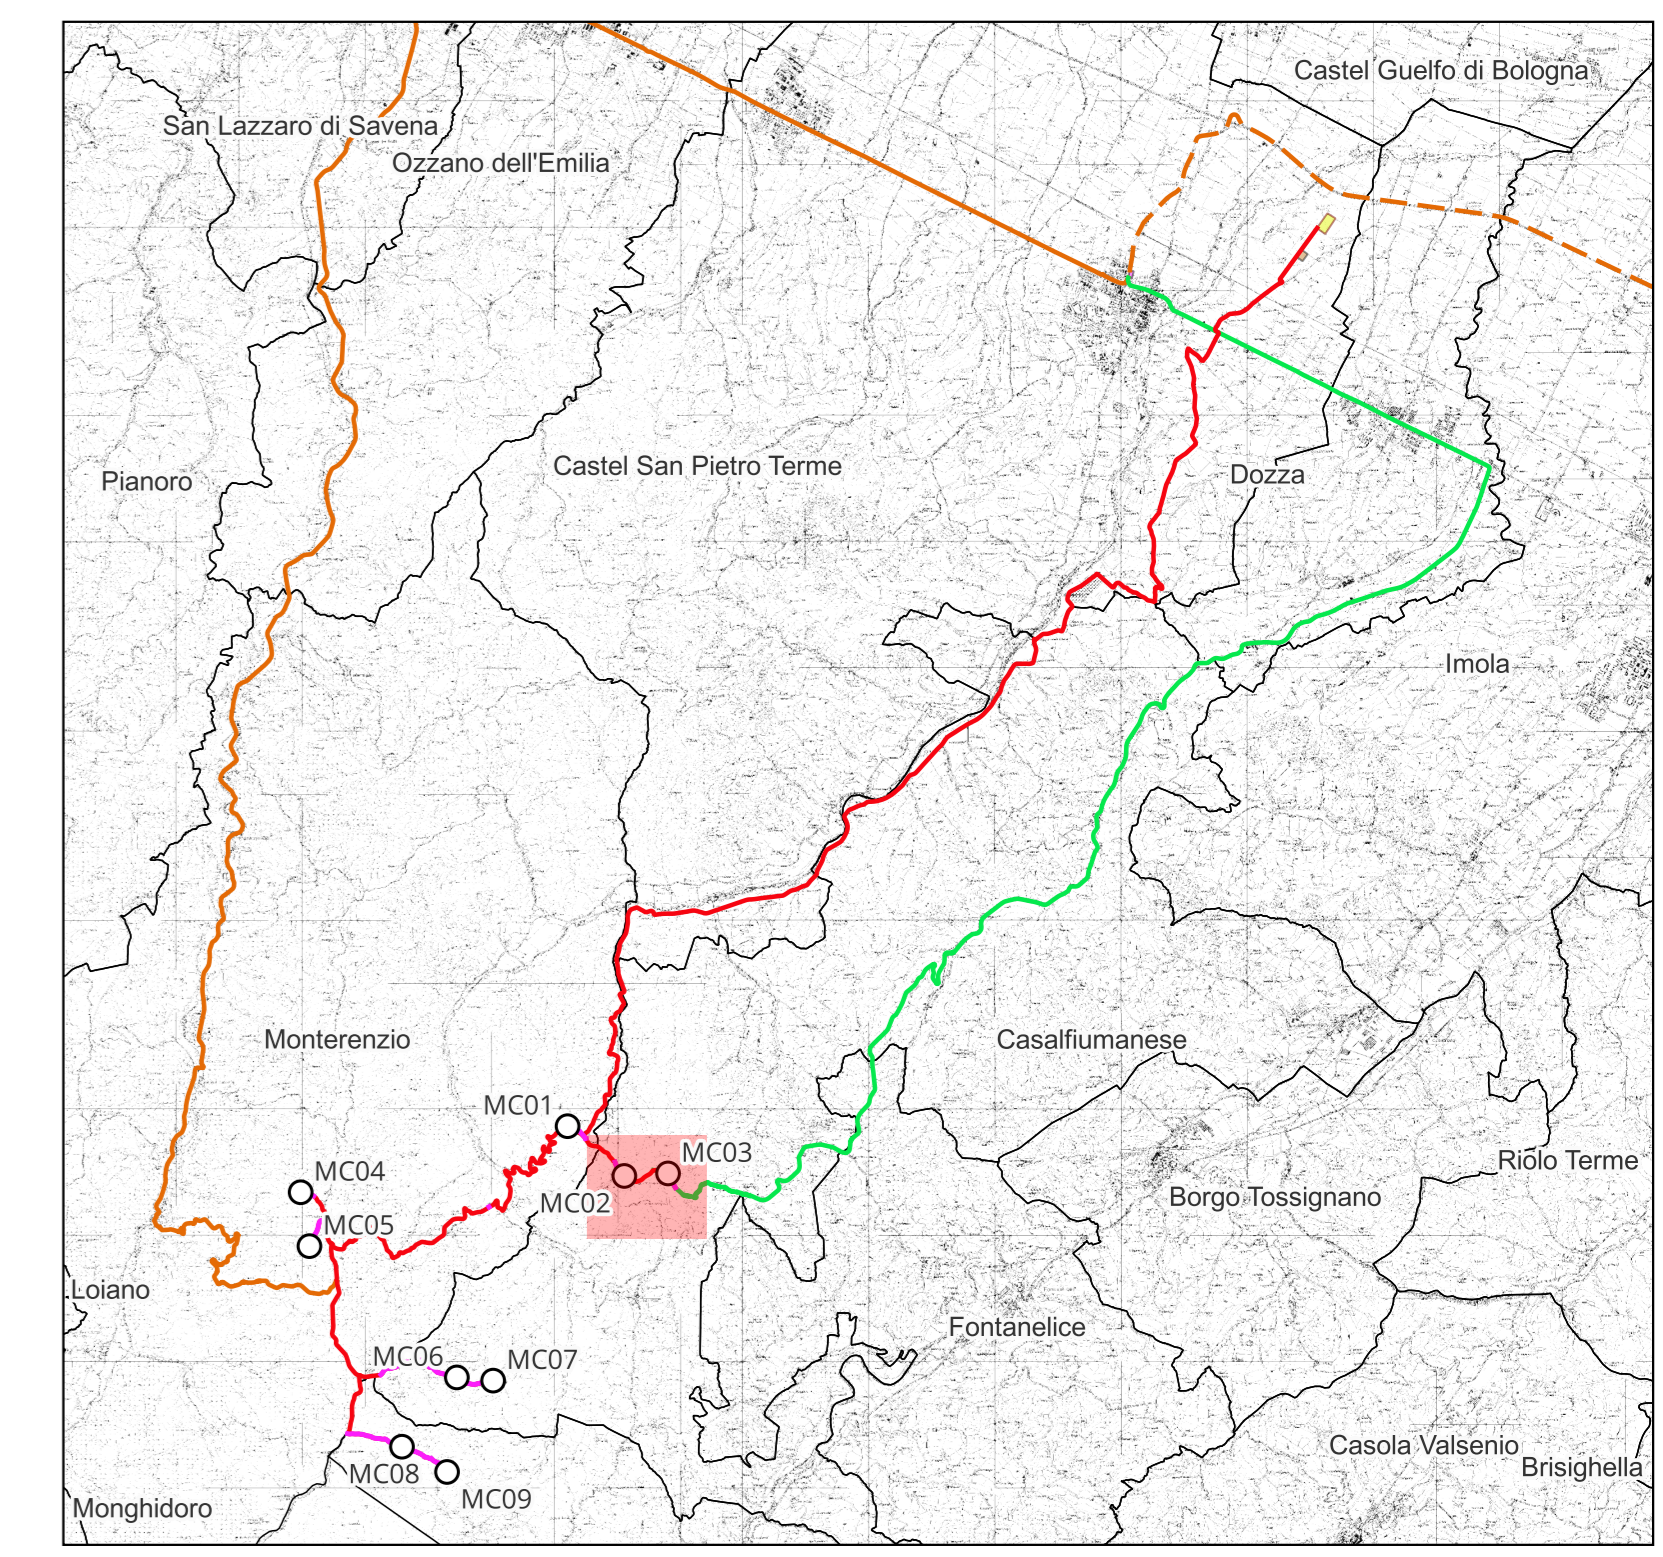 Castel Guelfo di Bologna
San Lazzaro di Savena
Ozzano dell'Emilia
Castel San Pietro Terme
Dozza
Pianoro
Imola
Monterenzio
Casalfiumanese
MC01
MC03
Riolo Terme
MC04
Borgo Tossignano
MC02
MC05
Loiano
Fontanelice
MC06
MC07
Casola Valsenio
Brisighella
MC08
MC09
Monghidoro